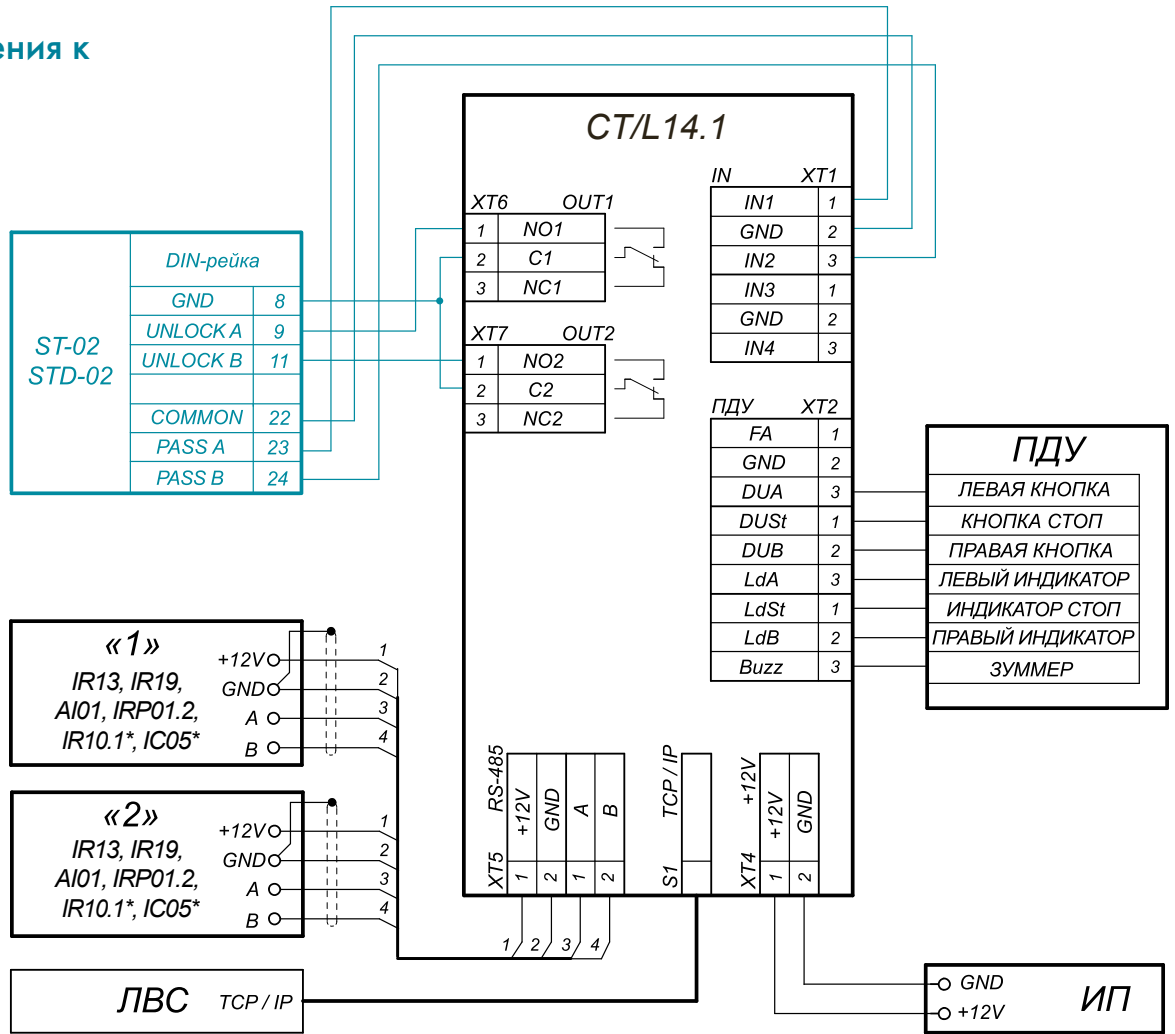 ения к
CT/L14.1
XT6 OUT1
1 NO1
2 C1
3 NC1
XT7 OUT2
1 NO2
2 C2
3 NC2
IN XT1
IN1 1
GND 2
IN2 3
IN3 1
GND 2
IN4 3
ПДУ XT2
FA 1
GND 2
DUA 3
DUSt 1
DUB 2
LdA 3
LdSt 1
LdB 2
Buzz 3
ST-02
STD-02
DIN-рейка
GND 8
UNLOCK A 9
UNLOCK B 11
COMMON 22
PASS A 23
PASS B 24
ПДУ
ЛЕВАЯ КНОПКА
КНОПКА СТОП
ПРАВАЯ КНОПКА
ЛЕВЫЙ ИНДИКАТОР
ИНДИКАТОР СТОП
ПРАВЫЙ ИНДИКАТОР
ЗУММЕР
«1»
IR13, IR19,
AI01, IRP01.2,
IR10.1*, IC05*
+12V 1
GND 2
A 3
B 4
«2»
IR13, IR19,
AI01, IRP01.2,
IR10.1*, IC05*
+12V 1
GND 2
A 3
B 4
XT5 RS-485
1 +12V
2 GND
1 A
2 B
S1 TCP / IP
XT4 +12V
1 +12V
2 GND
1 2 3 4
ЛВС TCP / IP
GND
+12V
ИП